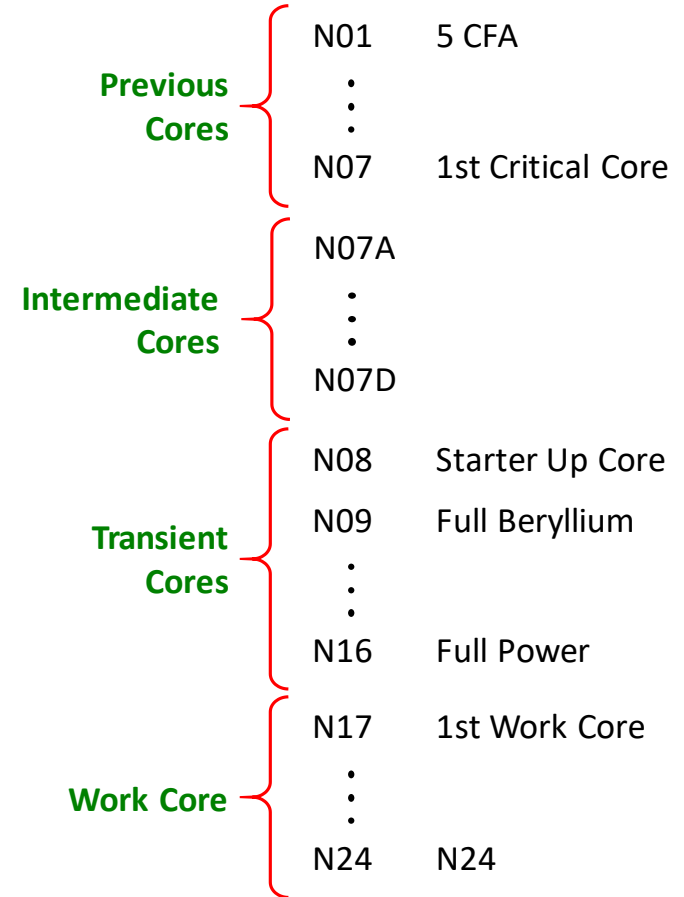 Previous
Cores
N01 5 CFA
N07 1st Critical Core
Intermediate
Cores
N07A
N07D
Transient
Cores
N08 Starter Up Core
N09 Full Beryllium
N16 Full Power
Work Core
N17 1st Work Core
N24 N24